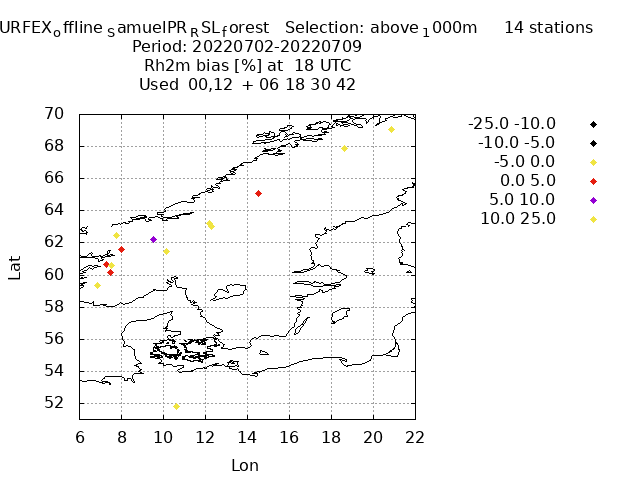 URFEXoffline SamuelPRRSLforest Selection: above1000m 14 stations
Period: 20220702-20220709
Rh2m bias [%] at 18 UTC
Used 00,12 + 06 18 30 42
-25.0 -10.0
-10.0 -5.0
-5.0 0.0
0.0 5.0
5.0 10.0
10.0 25.0
70
68
66
64
62
60
58
56
54
52
Lat
6 8 10 12 14 16 18 20 22
Lon